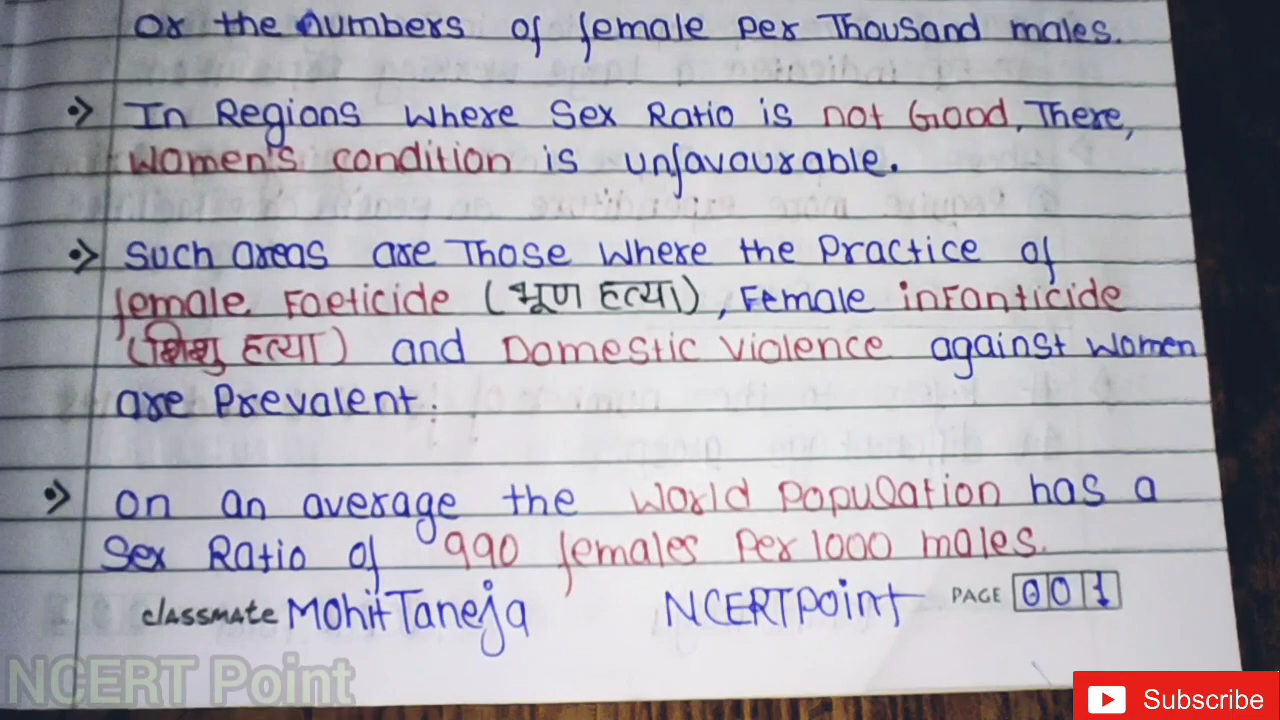 or the numbers of female per Thousand males.
⇒ In Regions where Sex Ratio is not Good, There,
Women's condition is unfavourable.
⇒ Such areas are Those Where the Practice of
female Foeticide (भ्रूण हत्या), Female inFanticide
(शिशु हत्या) and Domestic Violence against women
are Prevalent.
⇒ On an average the World Population has a
Sex Ratio of 990 females Per 1000 males.
classmate Mohit Taneja NCERT Point PAGE 001
NCERT Point
Subscribe